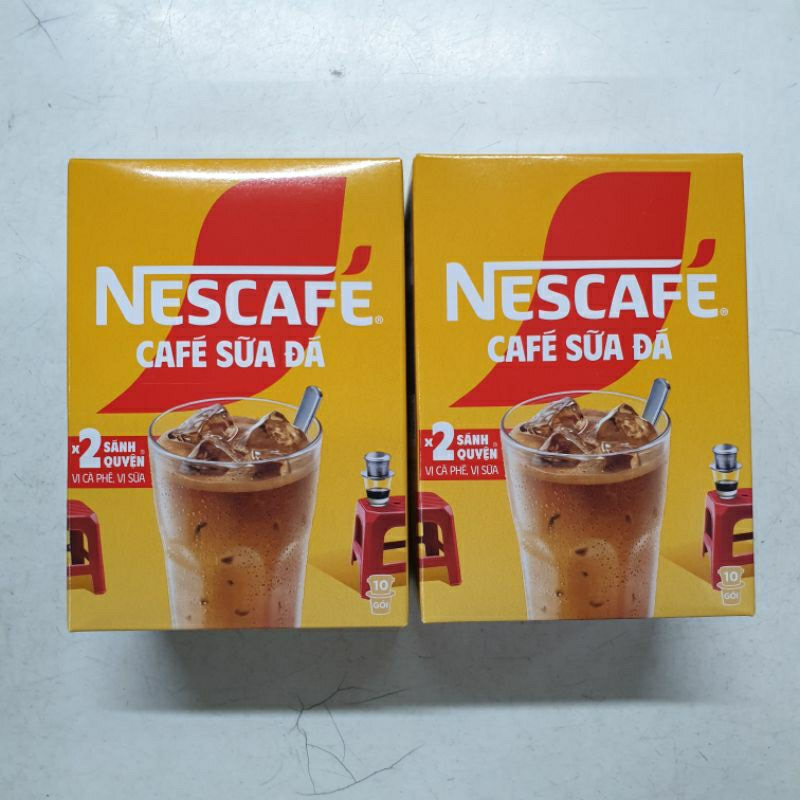 NESCAFÉ®
CAFÉ SỮA ĐÁ
x2 SÁNH QUYỆN®
VỊ CÀ PHÊ, VỊ SỮA
10
GÓI
NESCAFÉ®
CAFÉ SỮA ĐÁ
x2 SÁNH QUYỆN®
VỊ CÀ PHÊ, VỊ SỮA
10
GÓI